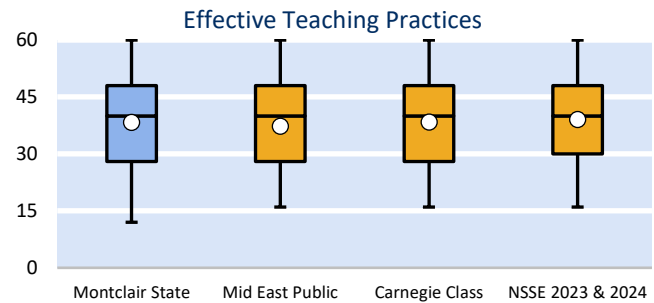 Effective Teaching Practices
60
45
30
15
0
Montclair State Mid East Public Carnegie Class NSSE 2023 & 2024